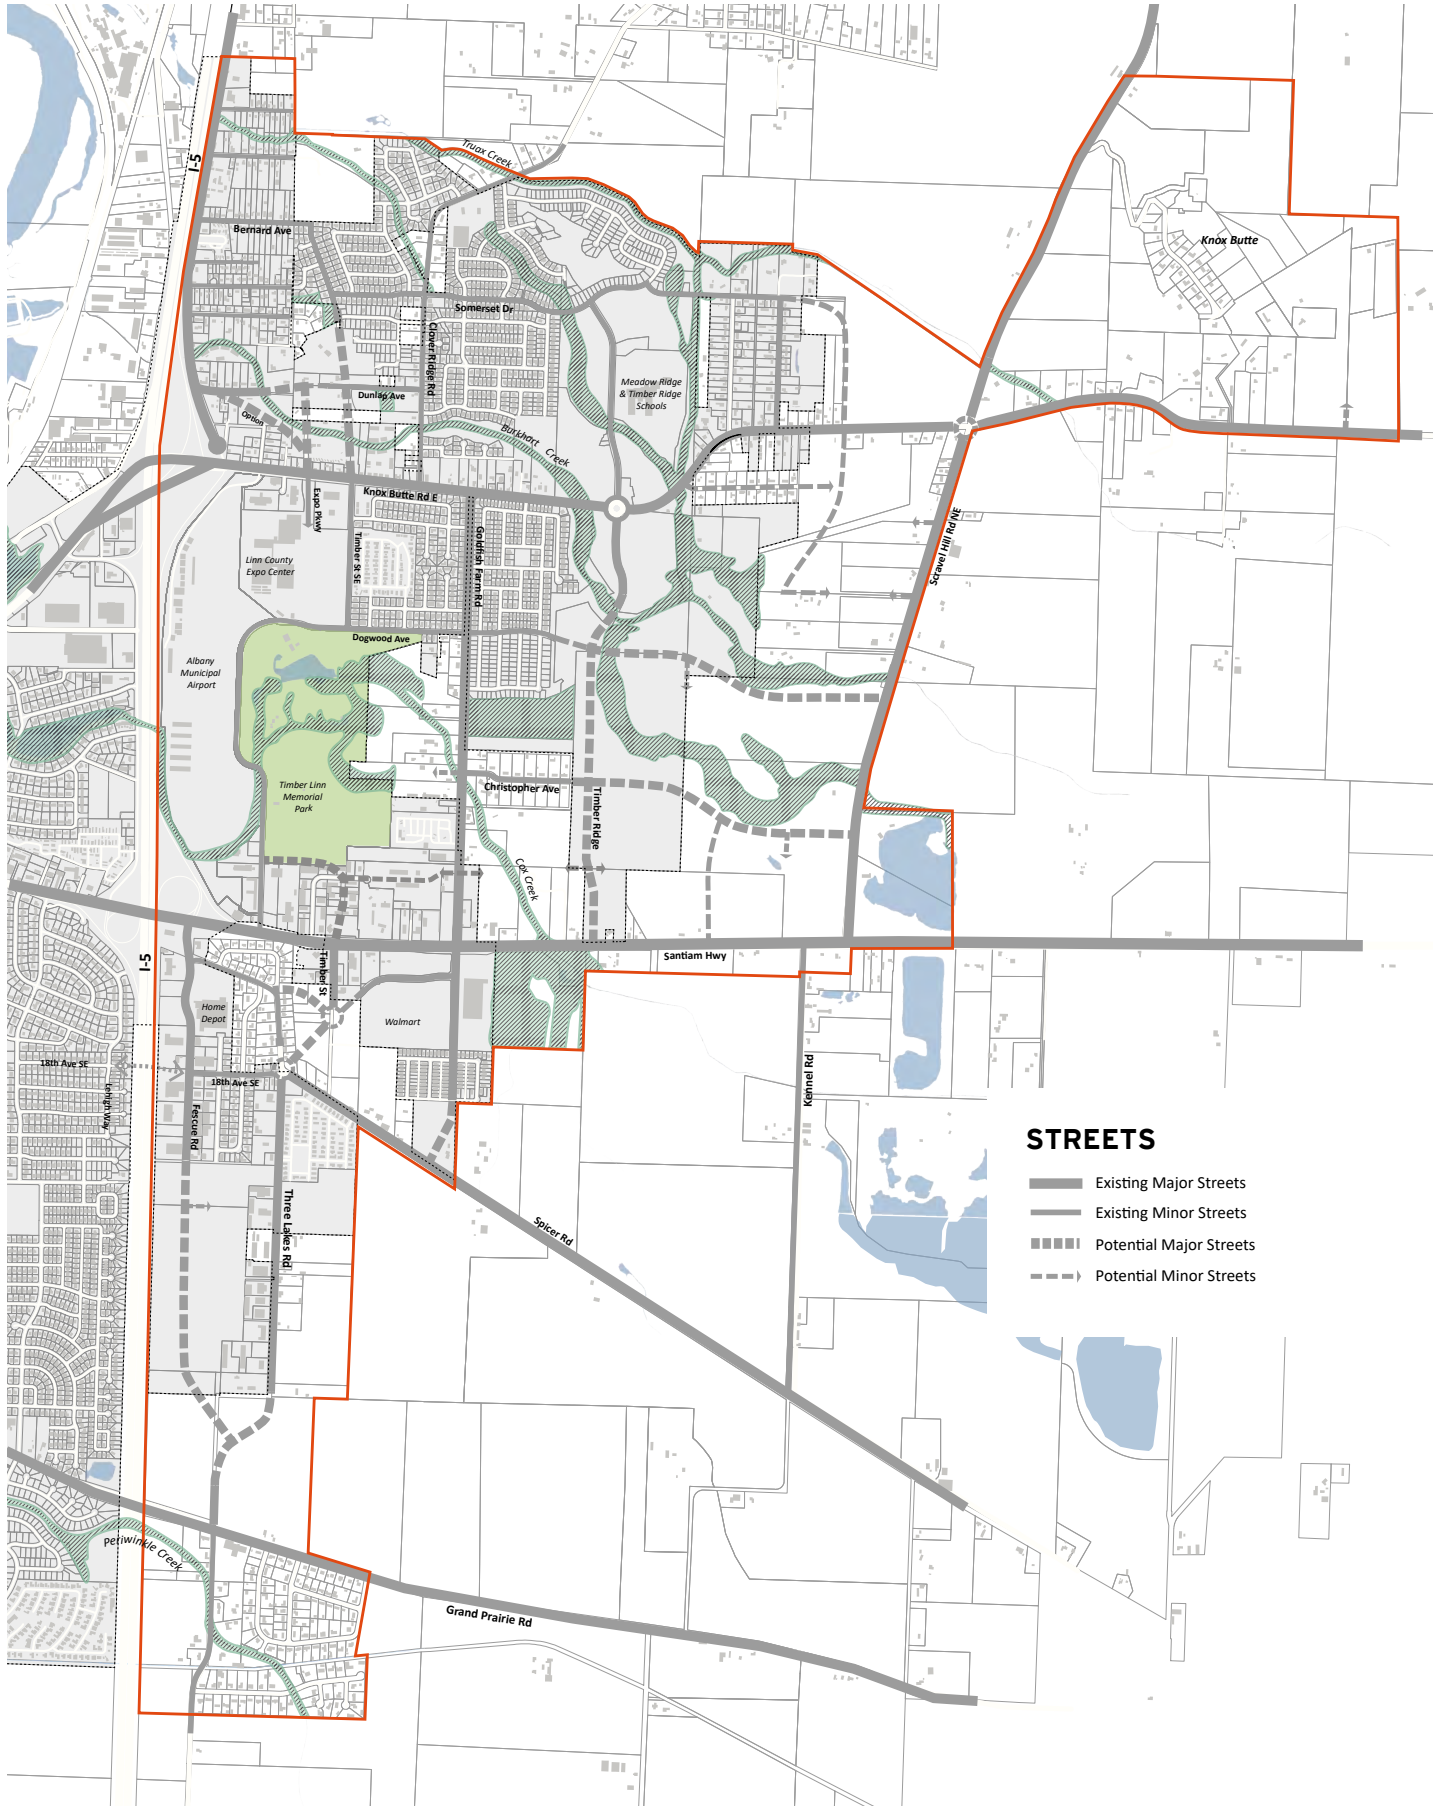 Truax Creek
I-5
Bernard Ave
Knox Butte
Somerset Dr
Clover Ridge Rd
Meadow Ridge
& Timber Ridge
Schools
Dunlap Ave
Option
Burkhart
Creek
Knox Butte Rd E
Expo Pkwy
Timber St SE
Goldfish Farm Rd
Scravel Hill Rd NE
Linn County
Expo Center
Dogwood Ave
Albany
Municipal
Airport
Timber Linn
Memorial
Park
Christopher Ave
Timber Ridge
Cox Creek
I-5
Santiam Hwy
Timber St
Home
Depot
Walmart
18th Ave SE
18th Ave SE
Lehigh Way
Fescue Rd
Kennel Rd
STREETS
Existing Major Streets
Existing Minor Streets
Potential Major Streets
Potential Minor Streets
Three Lakes Rd
Spicer Rd
Periwinkle Creek
Grand Prairie Rd